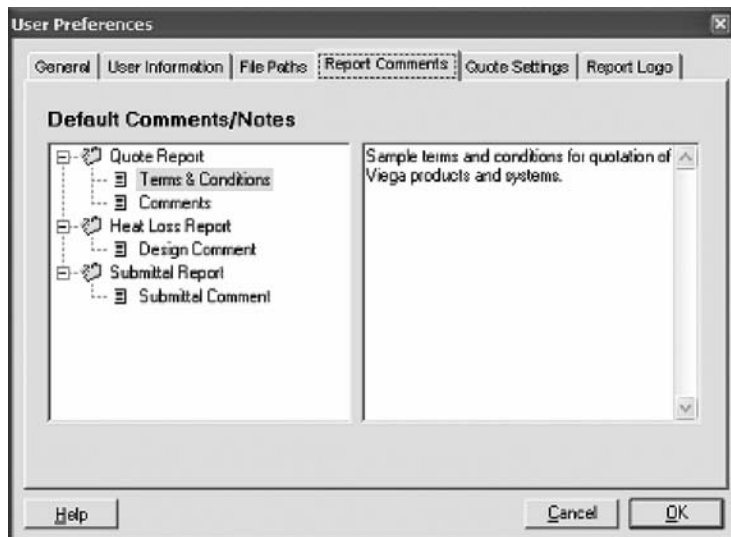 User Preferences
General User Information File Paths Report Comments Quote Settings Report Logo
Default Comments/Notes
Quote Report
Terms & Conditions
Comments
Heat Loss Report
Design Comment
Submittal Report
Submittal Comment
Sample terms and conditions for quotation of
Viega products and systems.
Help Cancel OK